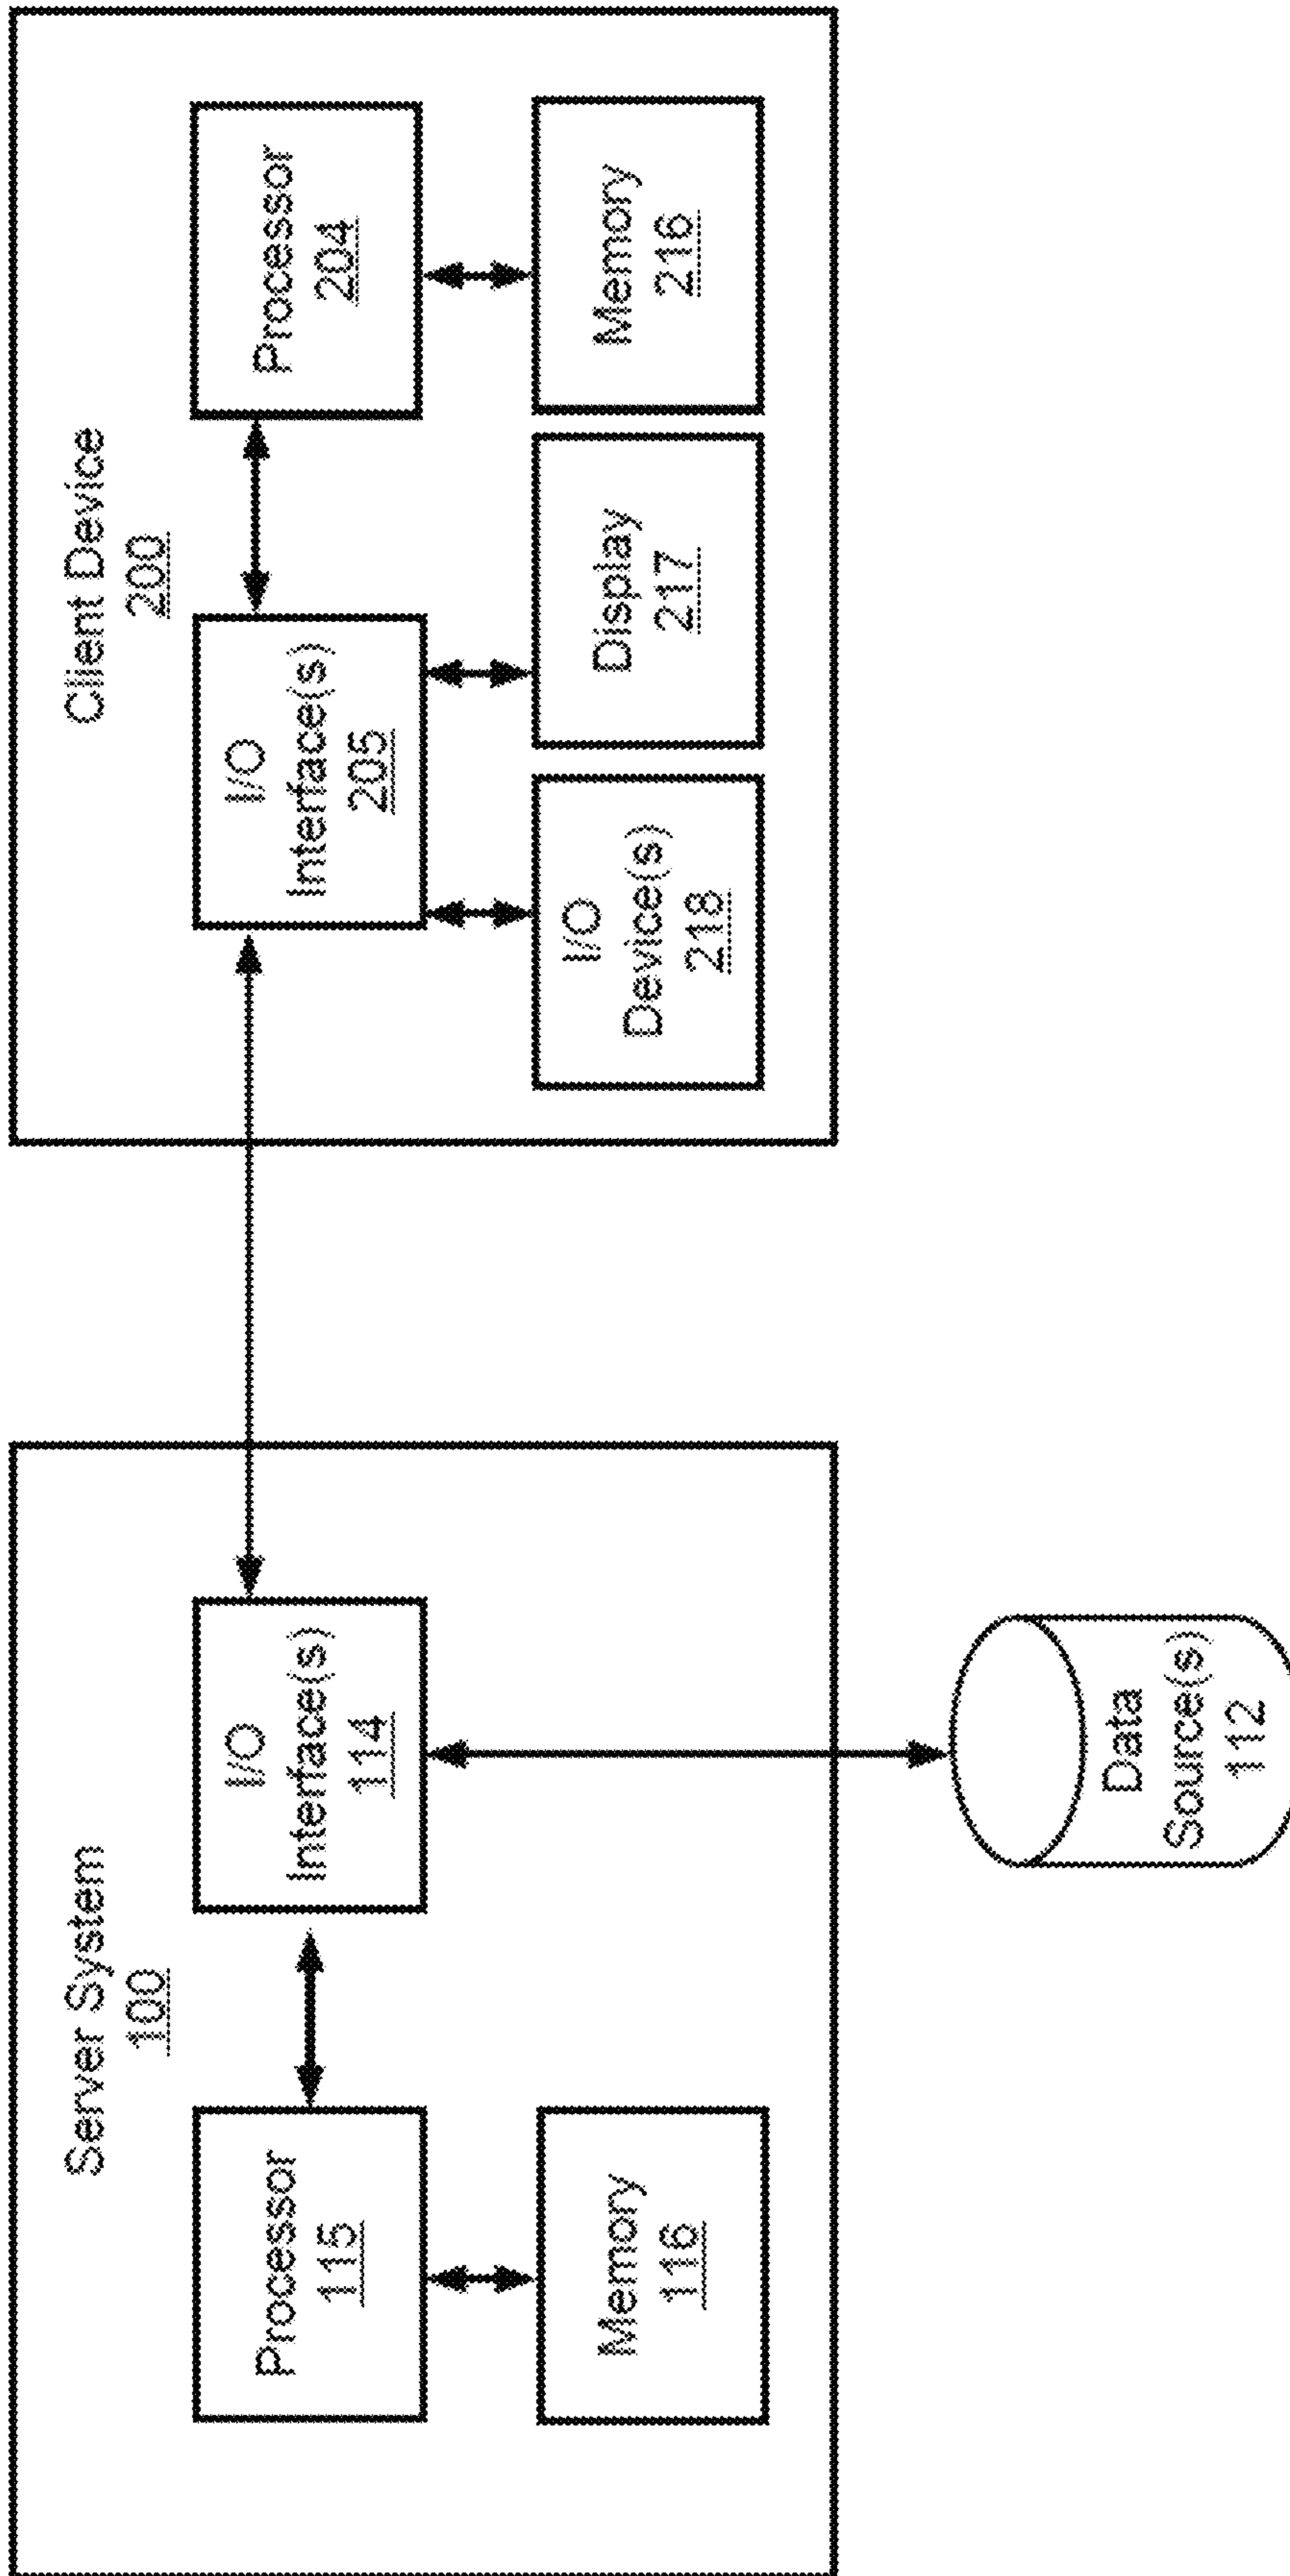 Server System
100
Processor
115
I/O
Interface(s)
114
Memory
116
Data
Source(s)
112
Client Device
200
I/O
Interface(s)
205
Processor
204
I/O
Device(s)
218
Display
217
Memory
216